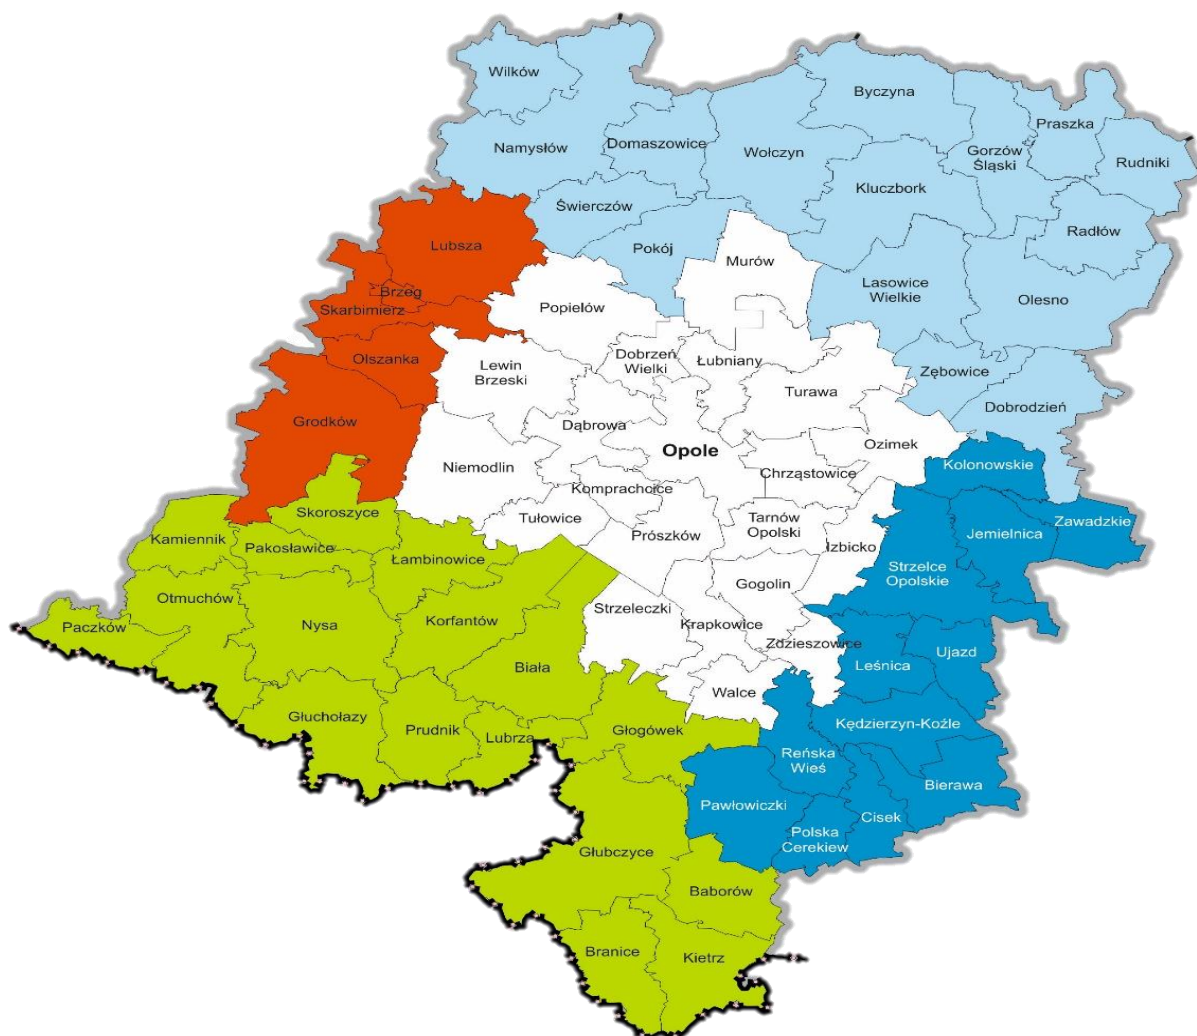 Wilków
Byczyna
Praszka
Namysłów
Domaszowice
Wołczyn
Gorzów
Śląski
Rudniki
Kluczbork
Świerczów
Radłów
Lubsza
Pokój
Murów
Lasowice
Wielkie
Olesno
Brzeg
Skarbimierz
Popielów
Olszanka
Lewin
Brzeski
Dobrzeń
Wielki
Łubniany
Turawa
Zębowice
Dobrodzień
Grodków
Dąbrowa
Opole
Ozimek
Niemodlin
Chrząstowice
Kolonowskie
Komprachcice
Skoroszyce
Tułowice
Prószków
Tarnów
Opolski
Izbicko
Jemielnica
Zawadzkie
Kamiennik
Pakosławice
Łambinowice
Strzelce
Opolskie
Gogolin
Otmuchów
Strzeleczki
Paczków
Nysa
Korfantów
Krapkowice
Zdzieszowice
Biała
Leśnica
Ujazd
Walce
Głuchołazy
Prudnik
Lubrza
Głogówek
Kędzierzyn-Koźle
Reńska
Wieś
Bierawa
Pawłowiczki
Cisek
Polska
Cerekiew
Głubczyce
Baborów
Branice
Kietrz